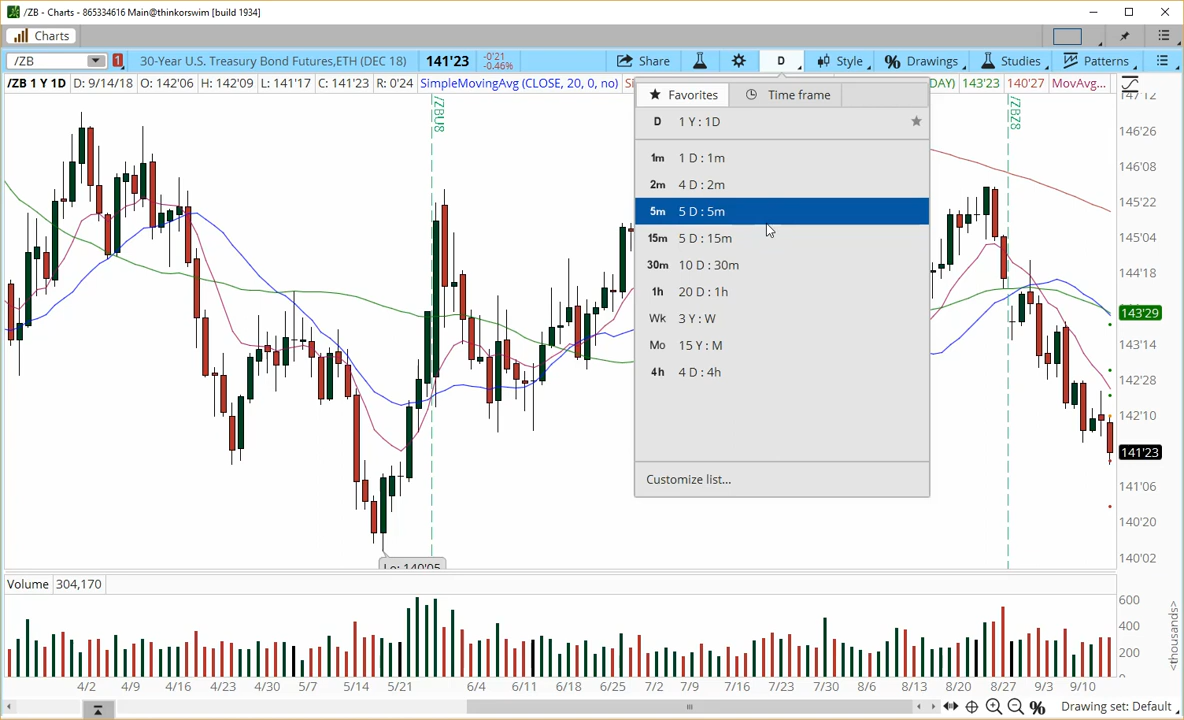 /ZB - Charts - 865334616 Main@thinkorswim [build 1934]
Charts
/ZB 1 30-Year U.S. Treasury Bond Futures,ETH (DEC 18) 141'23 -0'21 -0.46% Share D Style Drawings Studies Patterns
/ZB 1 Y 1D D: 9/14/18 O: 142'06 H: 142'09 L: 141'17 C: 141'23 R: 0'24 SimpleMovingAvg (CLOSE, 20, 0, no) DAY) 143'23 140'27 MovAvg...
Favorites Time frame
D 1 Y : 1D
1m 1 D : 1m
2m 4 D : 2m
5m 5 D : 5m
15m 5 D : 15m
30m 10 D : 30m
1h 20 D : 1h
Wk 3 Y : W
Mo 15 Y : M
4h 4 D : 4h
Customize list...
/ZBU8
/ZBZ8
147'12
146'26
146'08
145'22
145'04
144'18
143'29
143'14
142'28
142'10
141'23
141'06
140'20
140'02
Lo: 140'05
Volume 304,170
600
400
200
<thousands>
4/2 4/9 4/16 4/23 4/30 5/7 5/14 5/21 6/4 6/11 6/18 6/25 7/2 7/9 7/16 7/23 7/30 8/6 8/13 8/20 8/27 9/3 9/10
Drawing set: Default